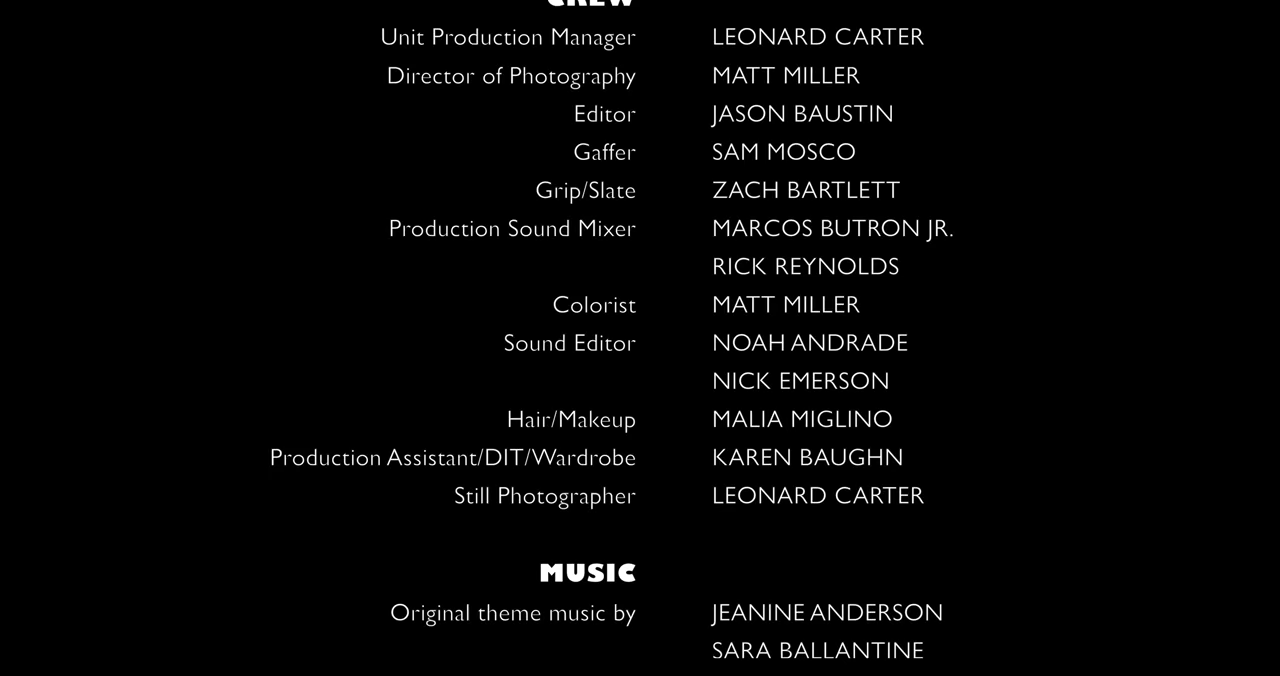 CREW
Unit Production Manager LEONARD CARTER
Director of Photography MATT MILLER
Editor JASON BAUSTIN
Gaffer SAM MOSCO
Grip/Slate ZACH BARTLETT
Production Sound Mixer MARCOS BUTRON JR.
RICK REYNOLDS
Colorist MATT MILLER
Sound Editor NOAH ANDRADE
NICK EMERSON
Hair/Makeup MALIA MIGLINO
Production Assistant/DIT/Wardrobe KAREN BAUGHN
Still Photographer LEONARD CARTER
MUSIC
Original theme music by JEANINE ANDERSON
SARA BALLANTINE